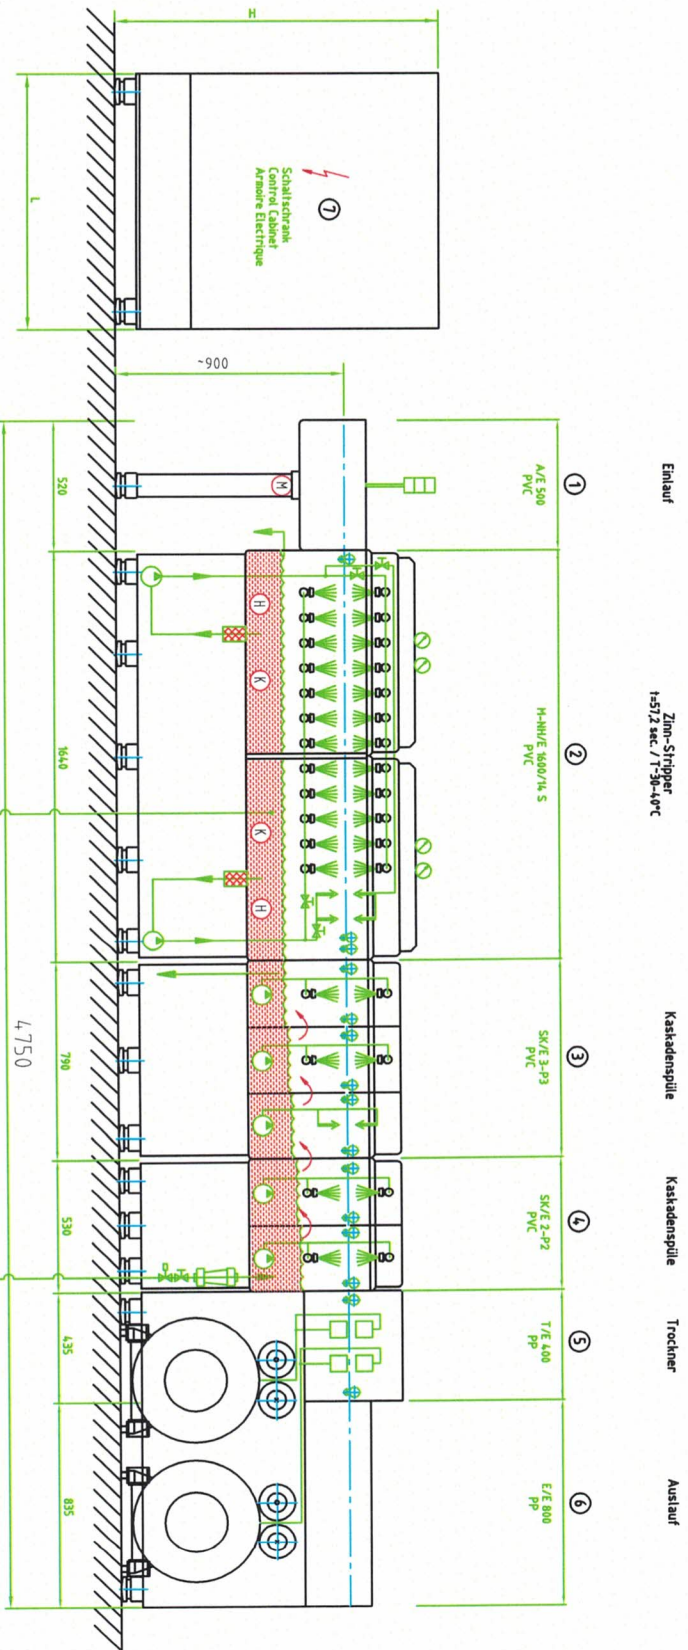 Einlauf
Zinn-Stripper
t=57,2 sec. / T=30-40°C
Kaskadenspüle
Kaskadenspüle
Trockner
Auslauf
1
2
3
4
5
6
A/E 500
PVC
M-NH/E 1600/14 S
PVC
SK/E 3-P3
PVC
SK/E 2-P2
PVC
T/E 400
PP
E/E 800
PP
H
7
Schaltschrank
Control Cabinet
Armoire Electrique
~900
M
H
K
K
H
L
520
1640
790
530
435
835
4750